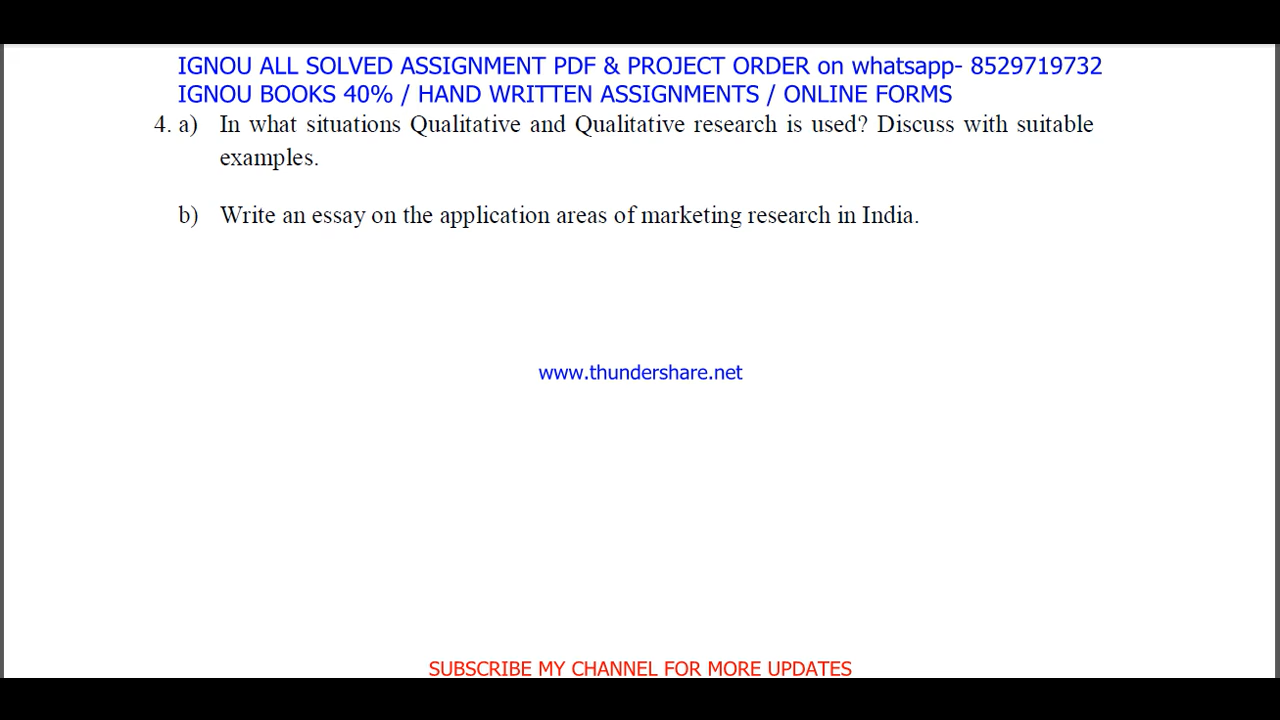 IGNOU ALL SOLVED ASSIGNMENT PDF & PROJECT ORDER on whatsapp- 8529719732
IGNOU BOOKS 40% / HAND WRITTEN ASSIGNMENTS / ONLINE FORMS
4. a) In what situations Qualitative and Qualitative research is used? Discuss with suitable
examples.
b) Write an essay on the application areas of marketing research in India.
www.thundershare.net
SUBSCRIBE MY CHANNEL FOR MORE UPDATES